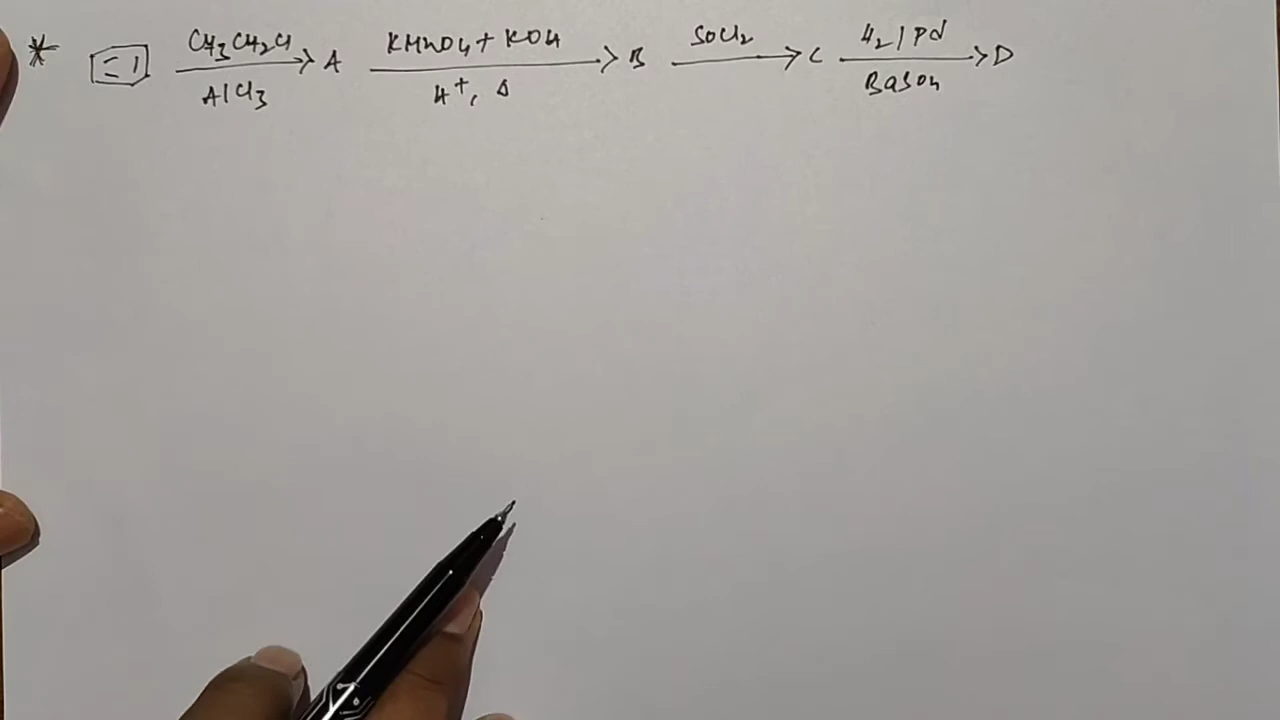 * CH3CH2Cl KMnO4 + KOH SOCl2 H2/Pd
A B C D
AlCl3 H+, Δ BaSO4